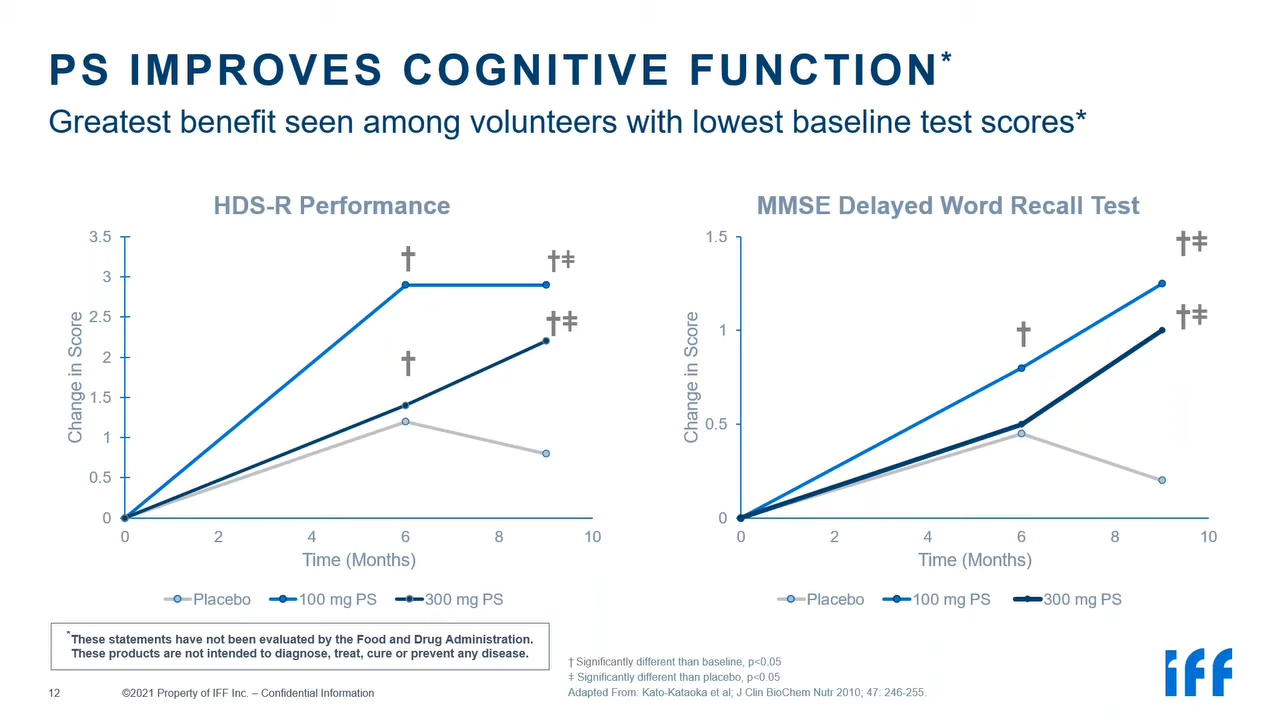 PS IMPROVES COGNITIVE FUNCTION*
Greatest benefit seen among volunteers with lowest baseline test scores*
HDS-R Performance
3.5
3
2.5
2
1.5
1
0.5
0
Change in Score
† 
†‡
†‡
†
0 2 4 6 8 10
Time (Months)
Placebo 100 mg PS 300 mg PS
MMSE Delayed Word Recall Test
1.5
1
0.5
0
Change in Score
†‡
†‡
†
0 2 4 6 8 10
Time (Months)
Placebo 100 mg PS 300 mg PS
*These statements have not been evaluated by the Food and Drug Administration.
These products are not intended to diagnose, treat, cure or prevent any disease.
† Significantly different than baseline, p<0.05
‡ Significantly different than placebo, p<0.05
Adapted From: Kato-Kataoka et al; J Clin BioChem Nutr 2010; 47: 246-255.
12 ©2021 Property of IFF Inc. – Confidential Information
iff